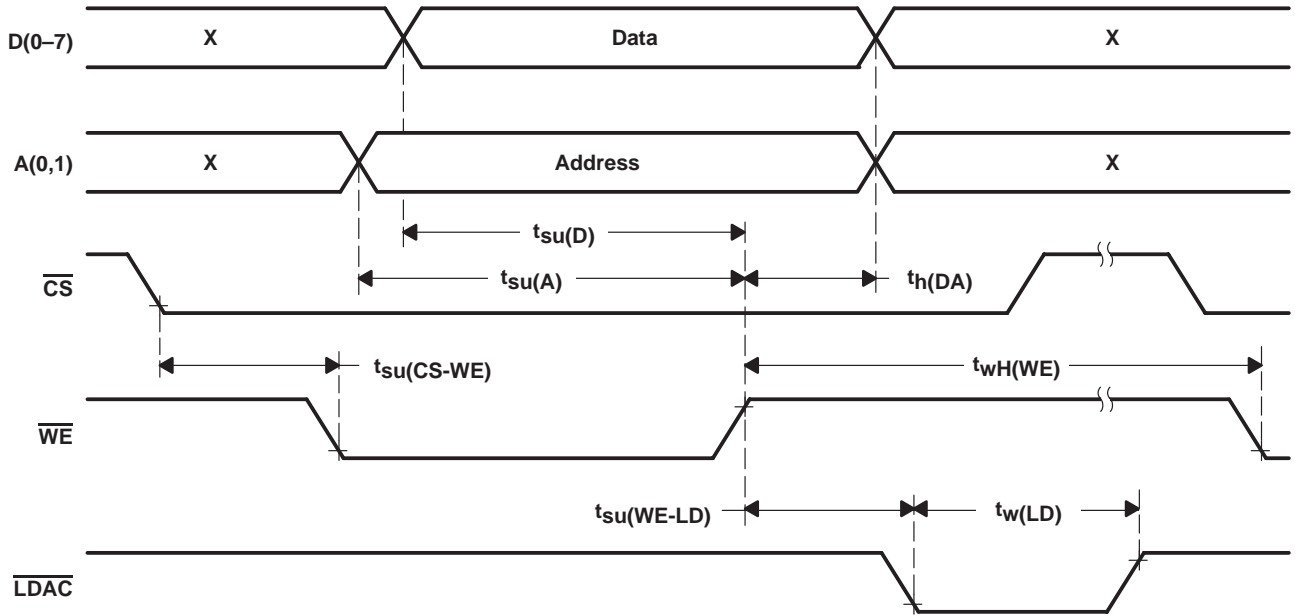 D(0–7) X Data X
A(0,1) X Address X
tsu(D)
CS tsu(A) th(DA)
tsu(CS-WE) twH(WE)
WE
tsu(WE-LD) tw(LD)
LDAC